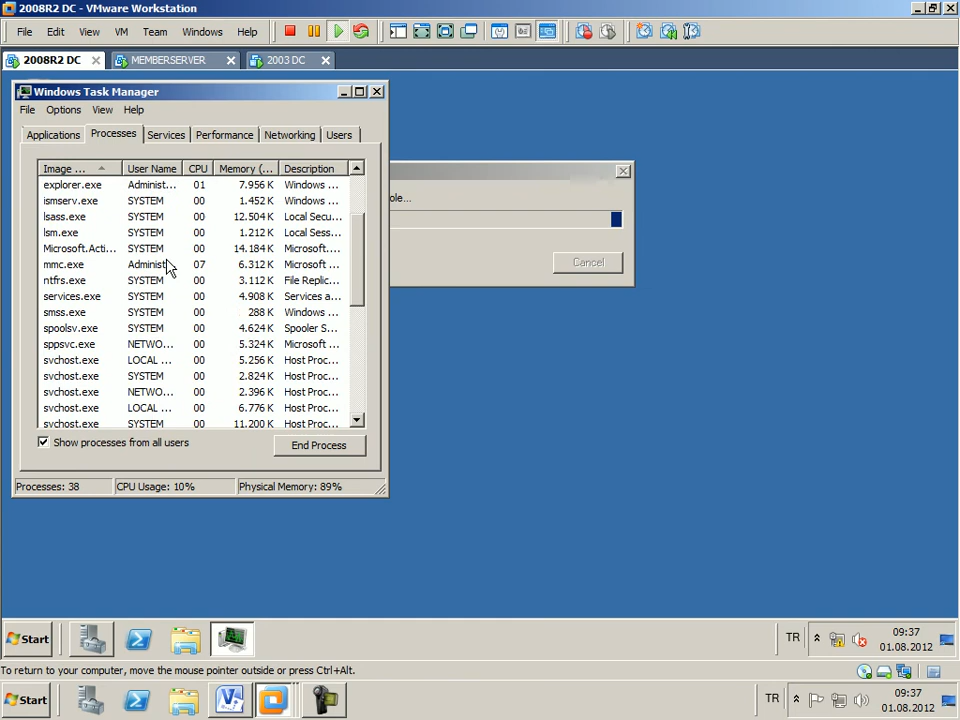 2008R2 DC - VMware Workstation
File Edit View VM Team Windows Help
2008R2 DC MEMBERSERVER 2003 DC
Windows Task Manager
File Options View Help
Applications Processes Services Performance Networking Users
Image ... User Name CPU Memory (... Description
explorer.exe Administ... 01 7.956 K Windows ...
ismserv.exe SYSTEM 00 1.452 K Windows ...
lsass.exe SYSTEM 00 12.504 K Local Secu...
lsm.exe SYSTEM 00 1.212 K Local Sess...
Microsoft.Acti... SYSTEM 00 14.184 K Microsoft....
mmc.exe Administ 07 6.312 K Microsoft ...
ntfrs.exe SYSTEM 00 3.112 K File Replic...
services.exe SYSTEM 00 4.908 K Services a...
smss.exe SYSTEM 00 288 K Windows ...
spoolsv.exe SYSTEM 00 4.624 K Spooler S...
sppsvc.exe NETWO... 00 5.324 K Microsoft ...
svchost.exe LOCAL ... 00 5.256 K Host Proc...
svchost.exe SYSTEM 00 2.824 K Host Proc...
svchost.exe NETWO... 00 2.396 K Host Proc...
svchost.exe LOCAL ... 00 6.776 K Host Proc...
svchost.exe SYSTEM 00 11.200 K Host Proc...
Show processes from all users End Process
Processes: 38 CPU Usage: 10% Physical Memory: 89%
ole...
Cancel
Start TR 09:37
01.08.2012
To return to your computer, move the mouse pointer outside or press Ctrl+Alt.
Start TR 09:37
01.08.2012